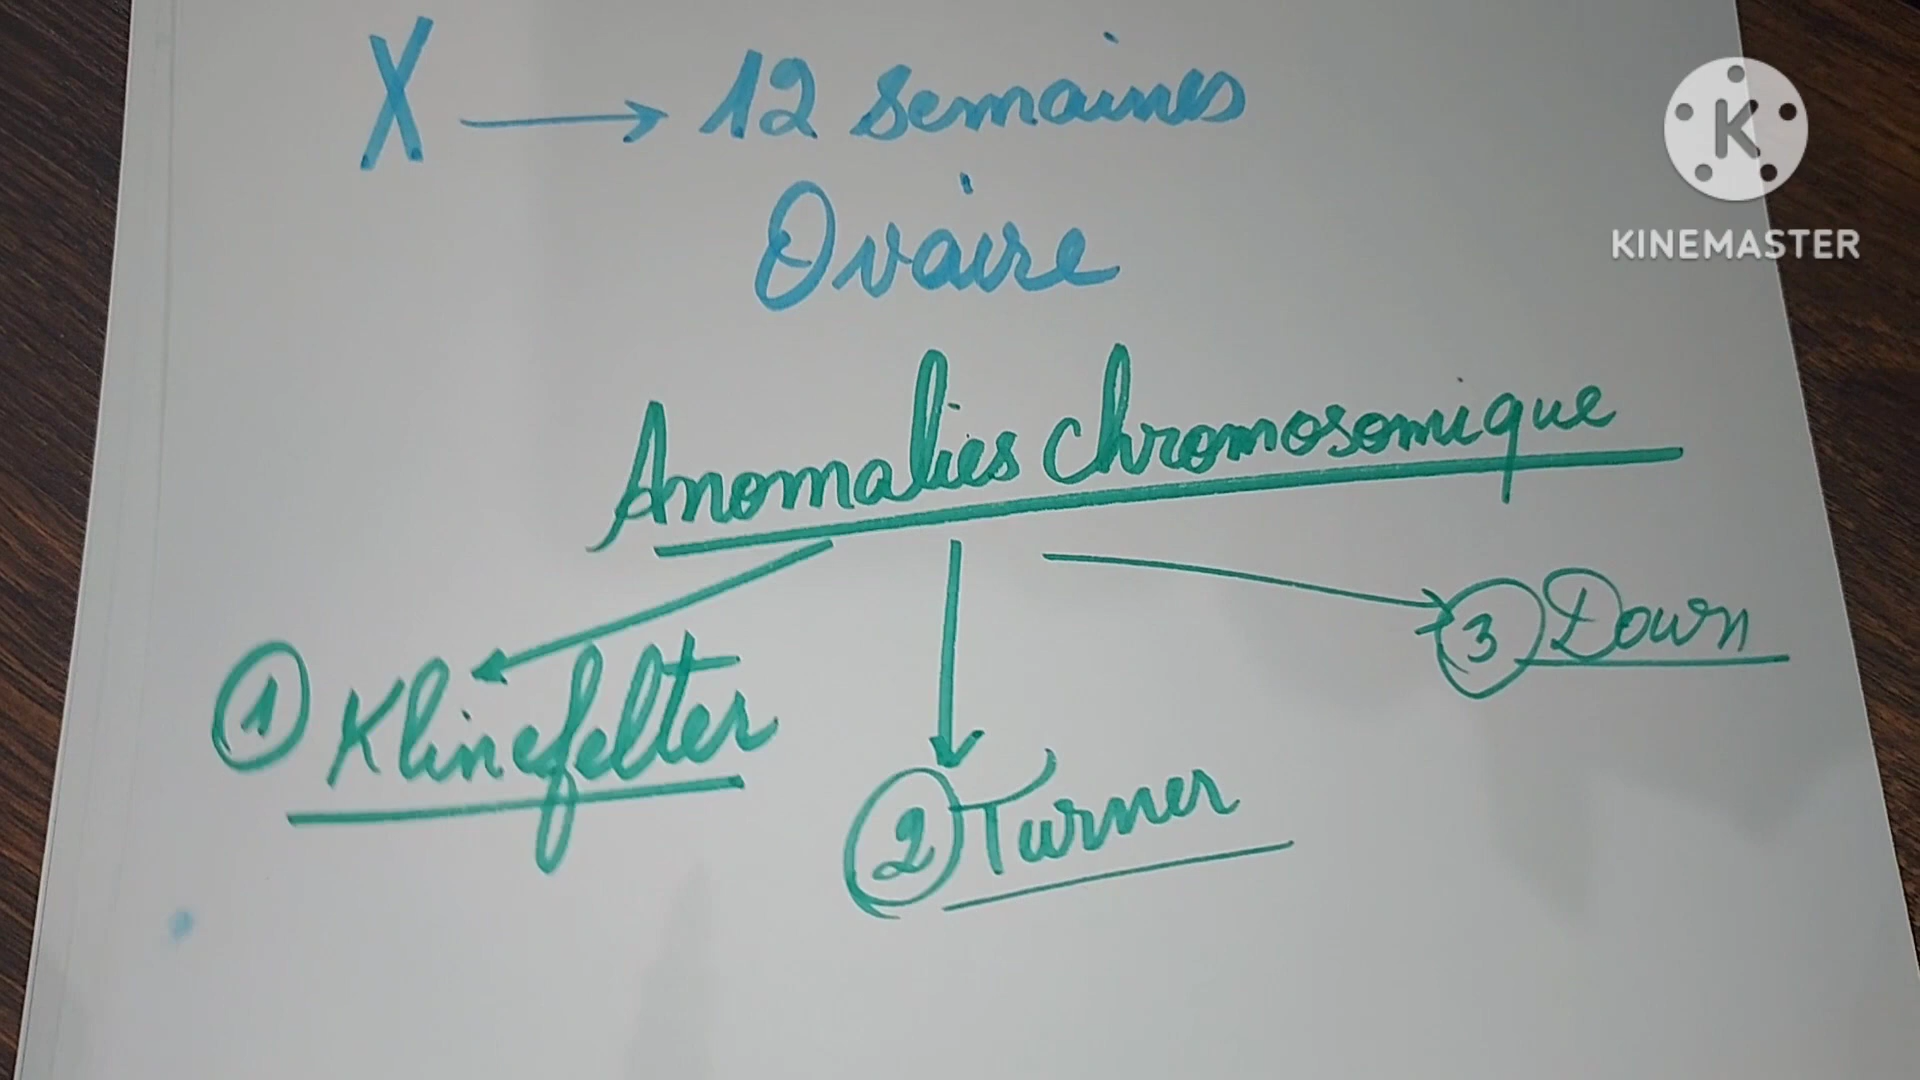 X → 12 semaines
Ovaire
Anomalies chromosomique
① Klinefelter
② Turner
③ Down
K
KINEMASTER